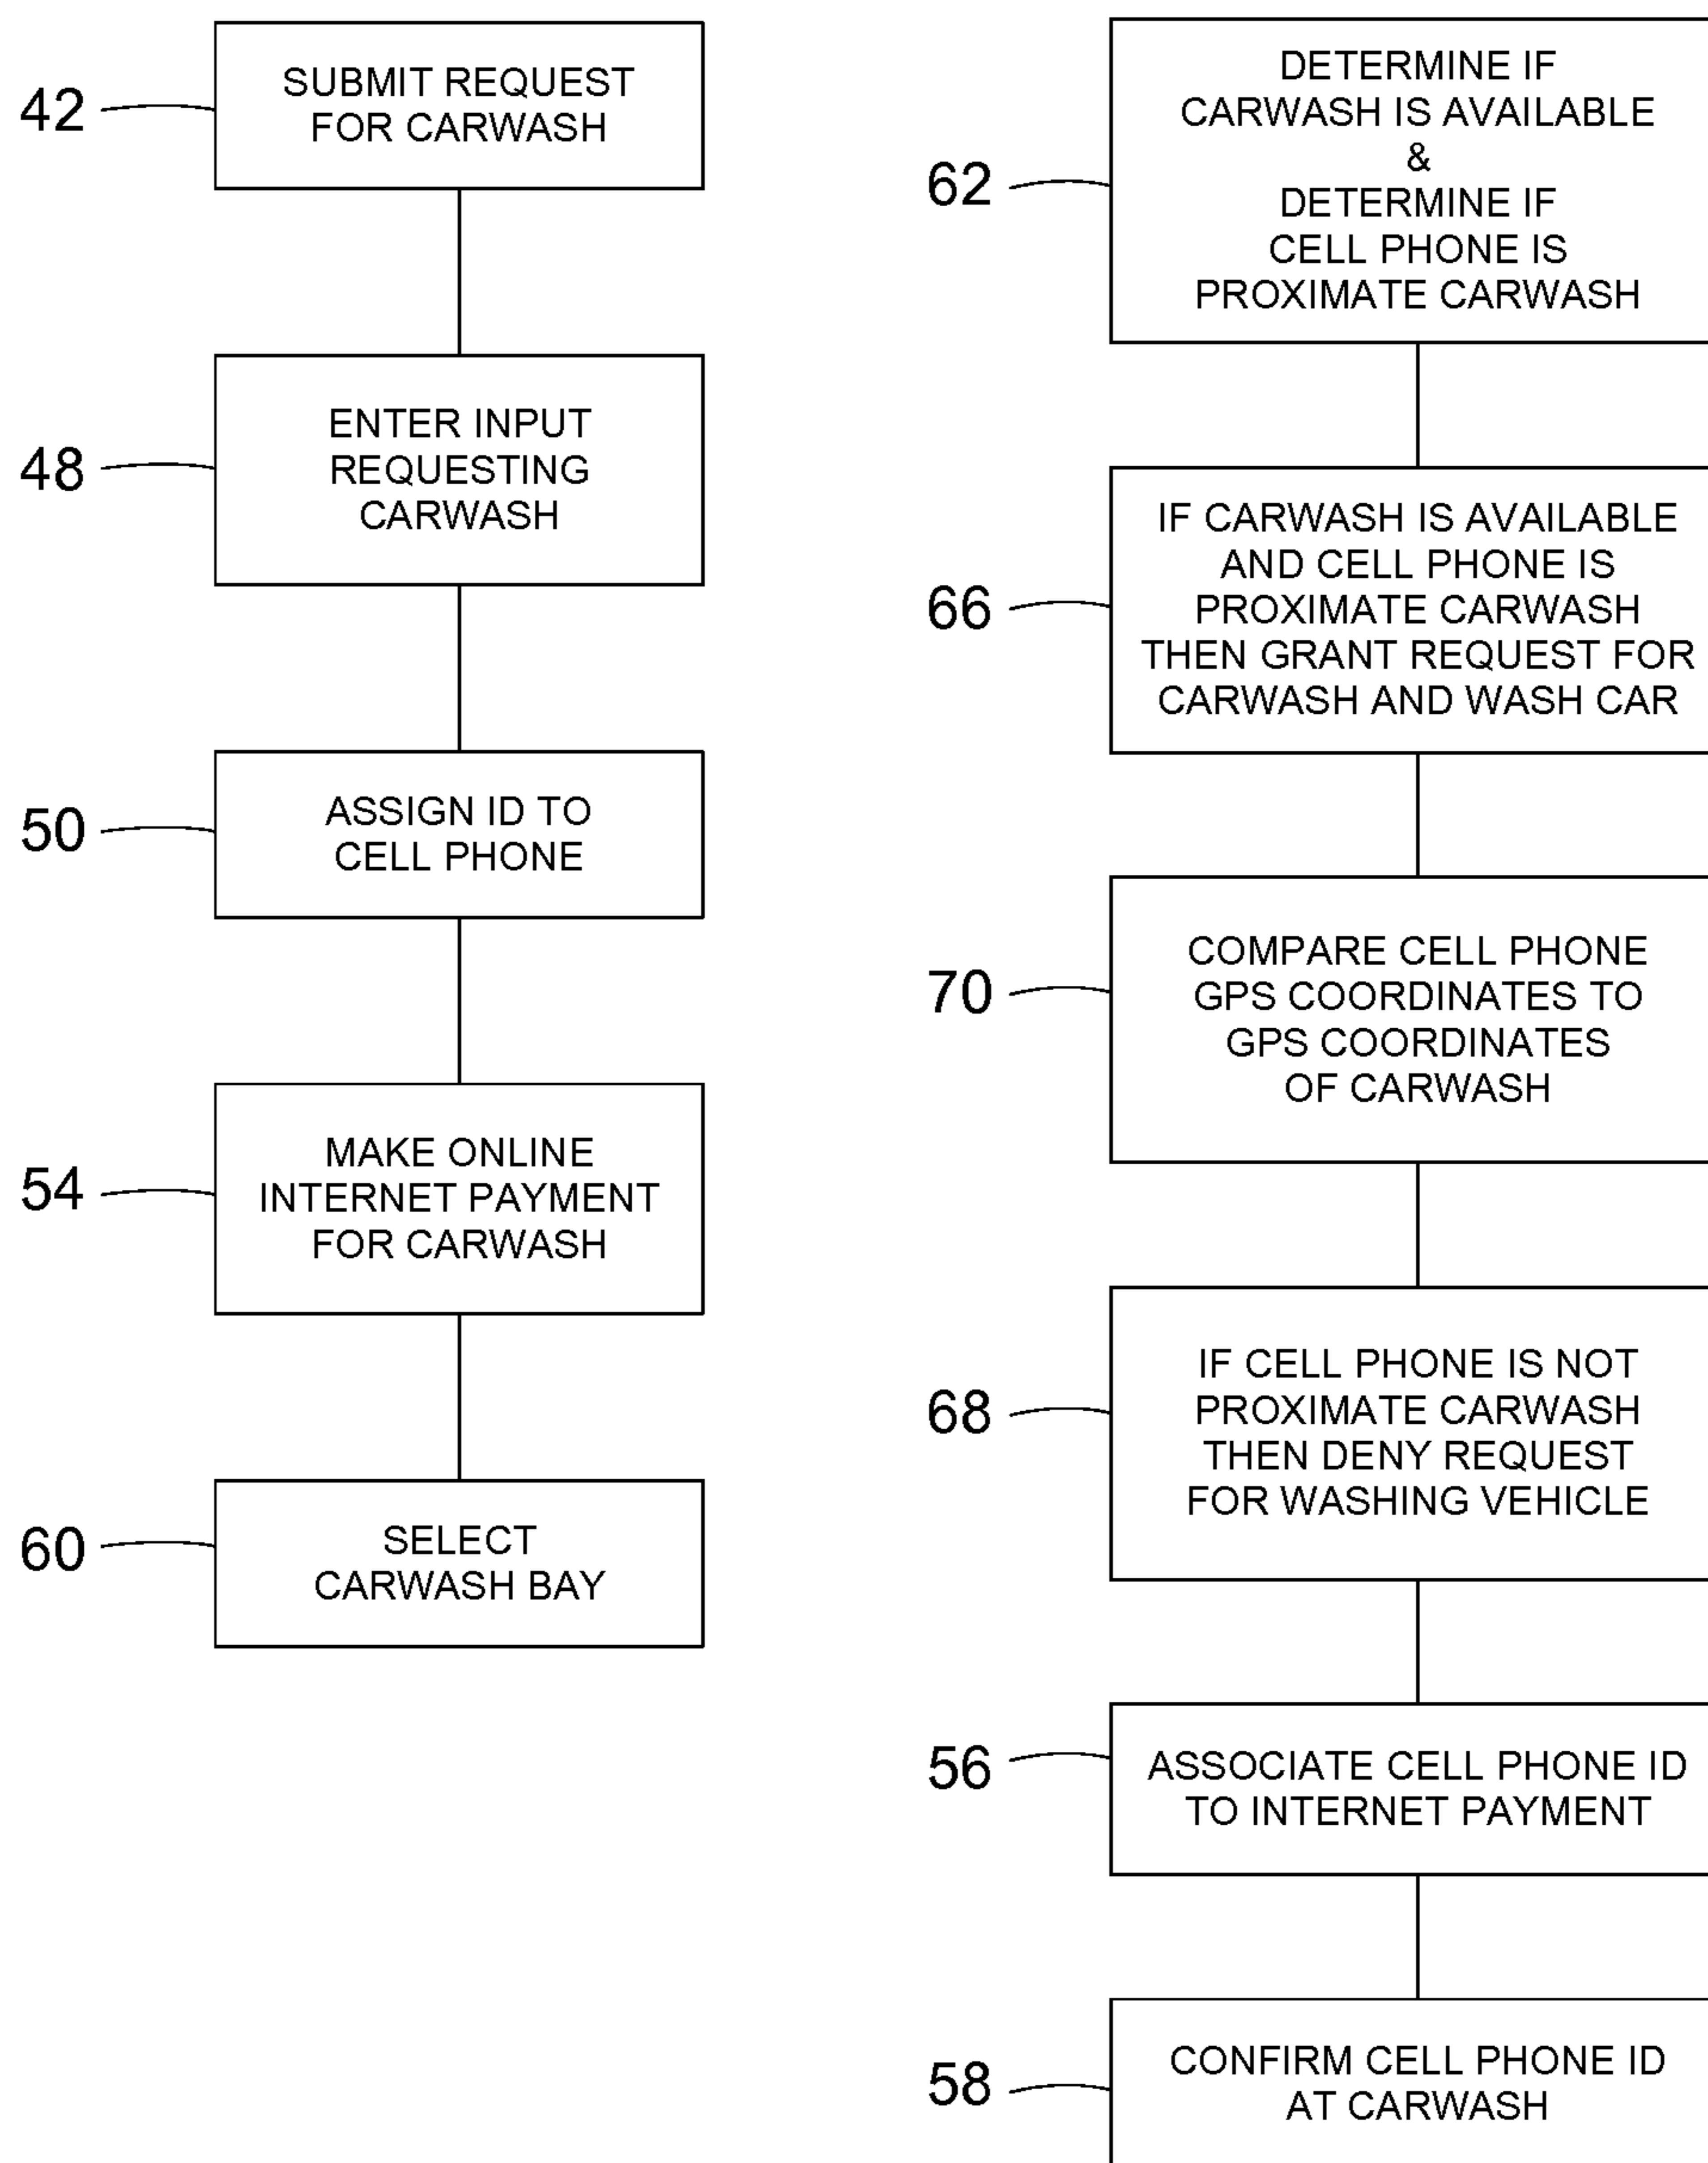 42
SUBMIT REQUEST
FOR CARWASH
48
ENTER INPUT
REQUESTING
CARWASH
50
ASSIGN ID TO
CELL PHONE
54
MAKE ONLINE
INTERNET PAYMENT
FOR CARWASH
60
SELECT
CARWASH BAY
62
DETERMINE IF
CARWASH IS AVAILABLE
&
DETERMINE IF
CELL PHONE IS
PROXIMATE CARWASH
66
IF CARWASH IS AVAILABLE
AND CELL PHONE IS
PROXIMATE CARWASH
THEN GRANT REQUEST FOR
CARWASH AND WASH CAR
70
COMPARE CELL PHONE
GPS COORDINATES TO
GPS COORDINATES
OF CARWASH
68
IF CELL PHONE IS NOT
PROXIMATE CARWASH
THEN DENY REQUEST
FOR WASHING VEHICLE
56
ASSOCIATE CELL PHONE ID
TO INTERNET PAYMENT
58
CONFIRM CELL PHONE ID
AT CARWASH